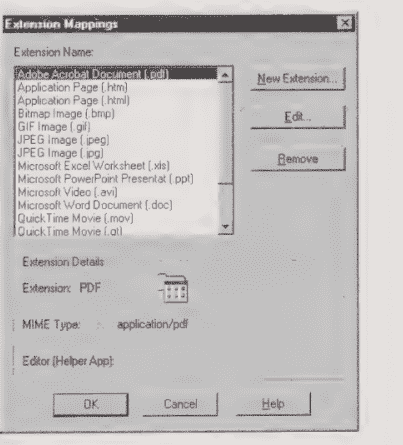 Extension Mappings
Extension Name:
Adobe Acrobat Document (.pdf)
Application Page (.htm)
Application Page (.html)
Bitmap Image (.bmp)
GIF Image (.gif)
JPEG Image (.jpeg)
JPEG Image (.jpg)
Microsoft Excel Worksheet (.xls)
Microsoft PowerPoint Presentat (.ppt)
Microsoft Video (.avi)
Microsoft Word Document (.doc)
QuickTime Movie (.mov)
QuickTime Movie (.qt)
New Extension...
Edit...
Remove
Extension Details
Extension: PDF
MIME Type: application/pdf
Editor (Helper App):
OK
Cancel
Help